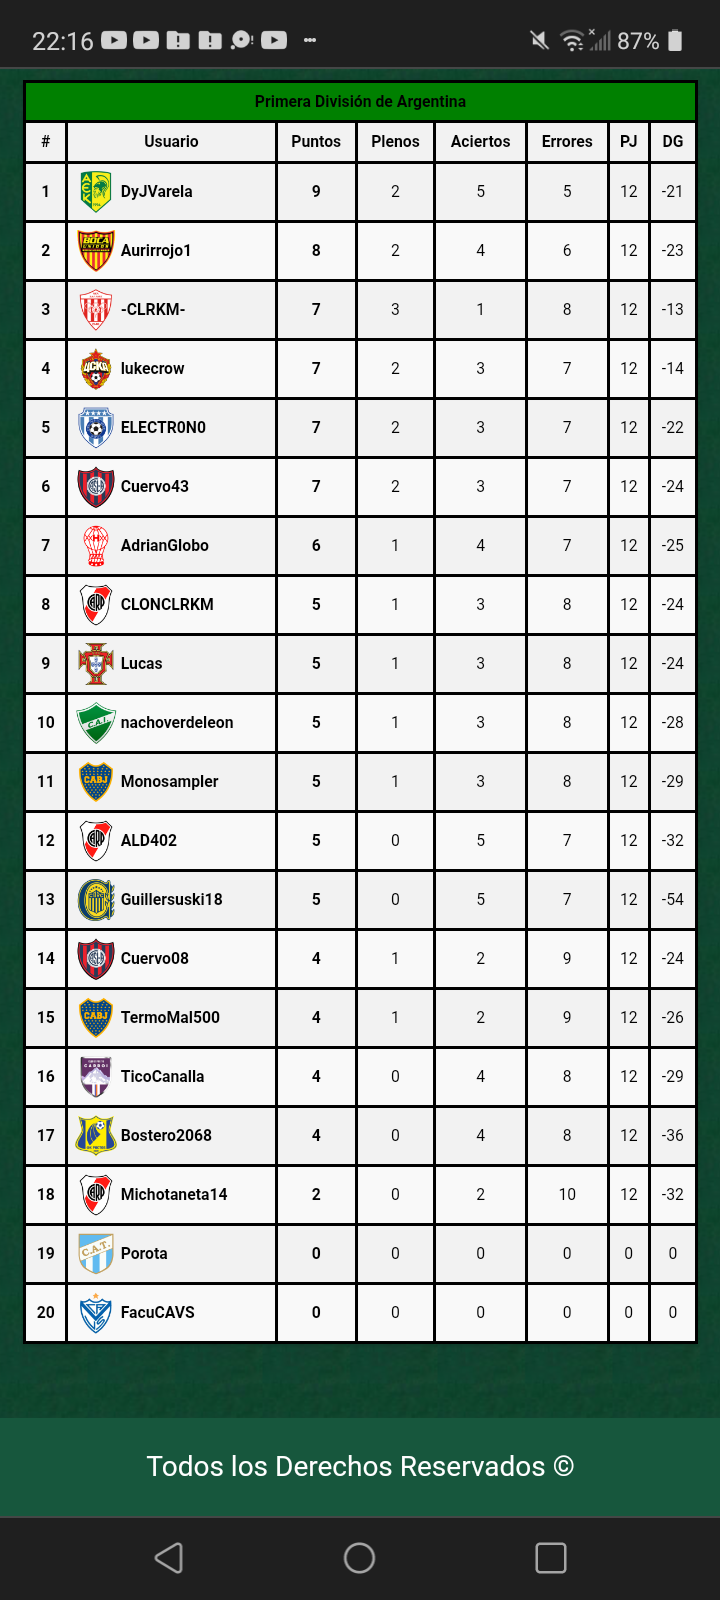 22:16 87%
Primera División de Argentina
# Usuario Puntos Plenos Aciertos Errores PJ DG
1 DyJVarela 9 2 5 5 12 -21
2 Aurirrojo1 8 2 4 6 12 -23
3 -CLRKM- 7 3 1 8 12 -13
4 lukecrow 7 2 3 7 12 -14
5 ELECTR0N0 7 2 3 7 12 -22
6 Cuervo43 7 2 3 7 12 -24
7 AdrianGlobo 6 1 4 7 12 -25
8 CLONCLRKM 5 1 3 8 12 -24
9 Lucas 5 1 3 8 12 -24
10 nachoverdeleon 5 1 3 8 12 -28
11 Monosampler 5 1 3 8 12 -29
12 ALD402 5 0 5 7 12 -32
13 Guillersuski18 5 0 5 7 12 -54
14 Cuervo08 4 1 2 9 12 -24
15 TermoMal500 4 1 2 9 12 -26
16 TicoCanalla 4 0 4 8 12 -29
17 Bostero2068 4 0 4 8 12 -36
18 Michotaneta14 2 0 2 10 12 -32
19 Porota 0 0 0 0 0 0
20 FacuCAVS 0 0 0 0 0 0
Todos los Derechos Reservados ©